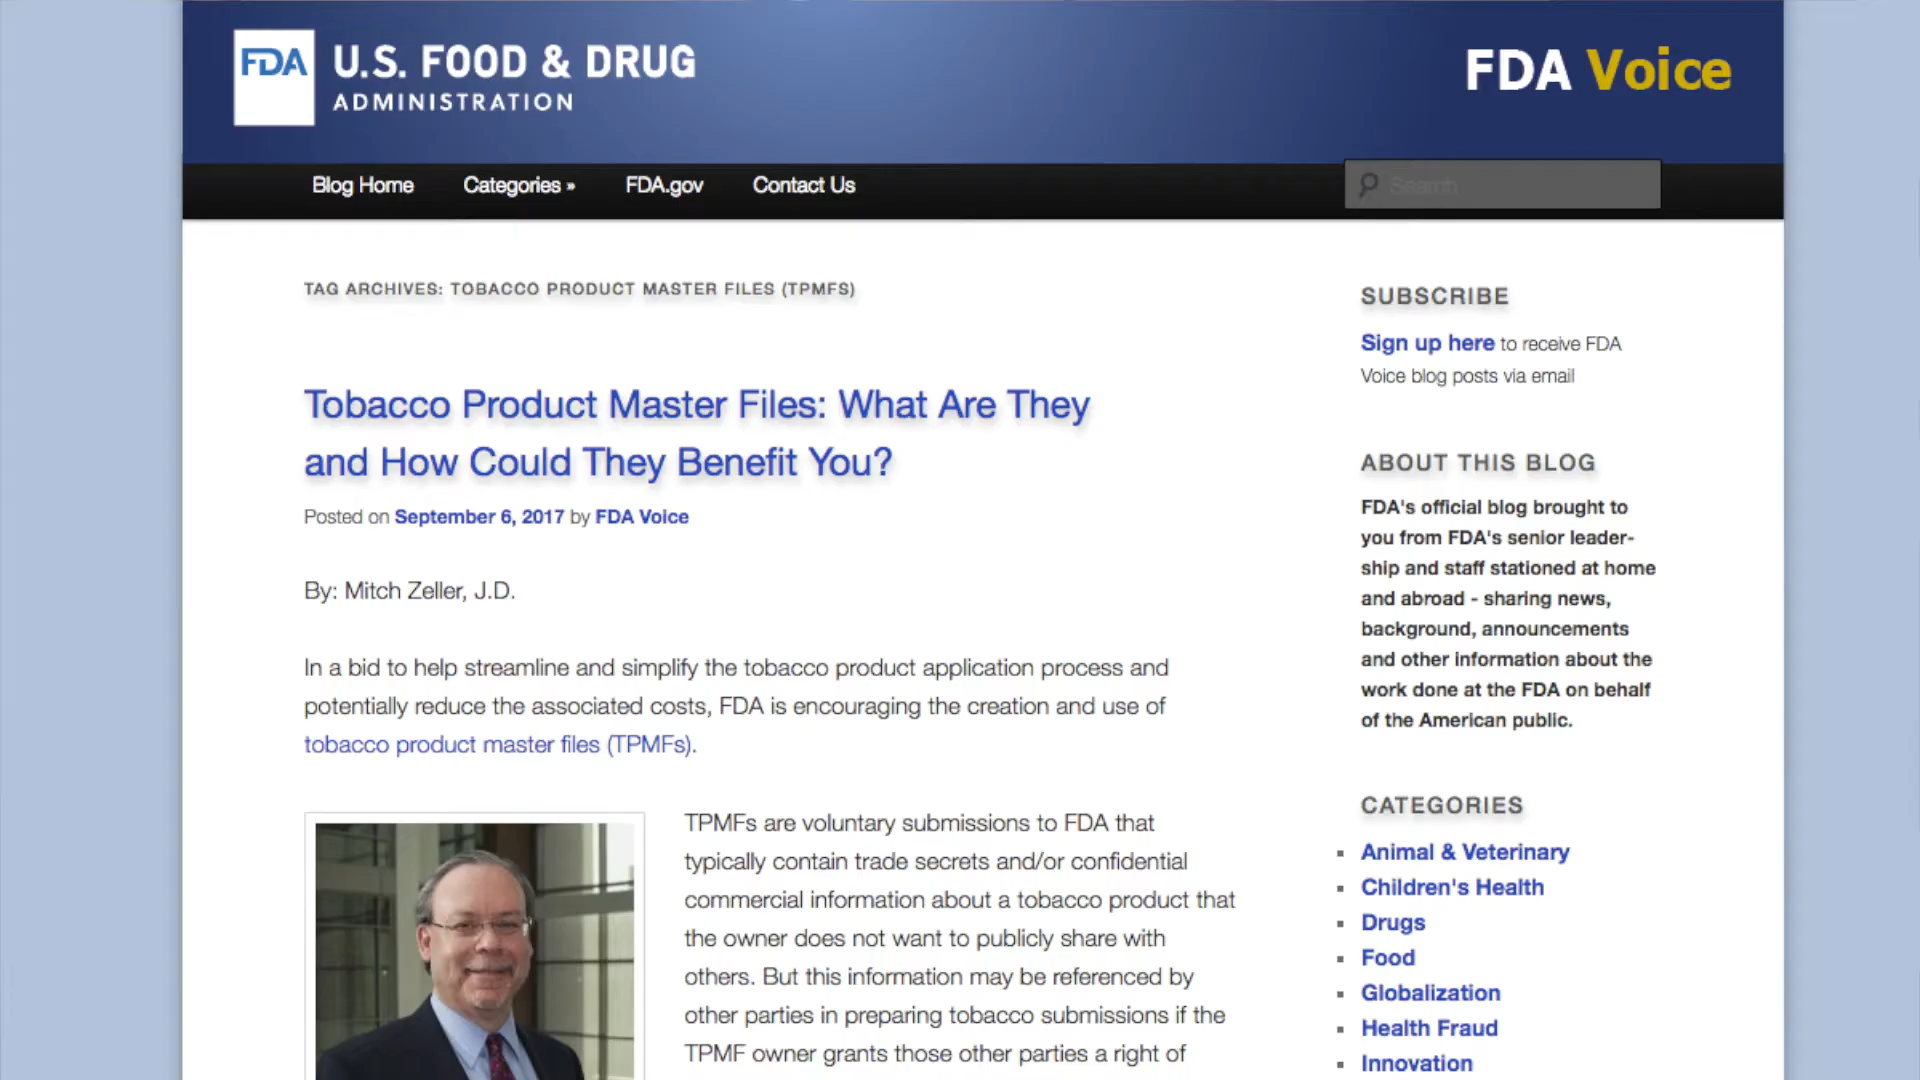 FDA
U.S. FOOD & DRUG
ADMINISTRATION
FDA Voice
Blog Home
Categories »
FDA.gov
Contact Us
Search
TAG ARCHIVES: TOBACCO PRODUCT MASTER FILES (TPMFS)
Tobacco Product Master Files: What Are They
and How Could They Benefit You?
Posted on September 6, 2017 by FDA Voice
By: Mitch Zeller, J.D.
In a bid to help streamline and simplify the tobacco product application process and
potentially reduce the associated costs, FDA is encouraging the creation and use of
tobacco product master files (TPMFs).
TPMFs are voluntary submissions to FDA that
typically contain trade secrets and/or confidential
commercial information about a tobacco product that
the owner does not want to publicly share with
others. But this information may be referenced by
other parties in preparing tobacco submissions if the
TPMF owner grants those other parties a right of
SUBSCRIBE
Sign up here to receive FDA
Voice blog posts via email
ABOUT THIS BLOG
FDA's official blog brought to
you from FDA's senior leader-
ship and staff stationed at home
and abroad - sharing news,
background, announcements
and other information about the
work done at the FDA on behalf
of the American public.
CATEGORIES
Animal & Veterinary
Children's Health
Drugs
Food
Globalization
Health Fraud
Innovation